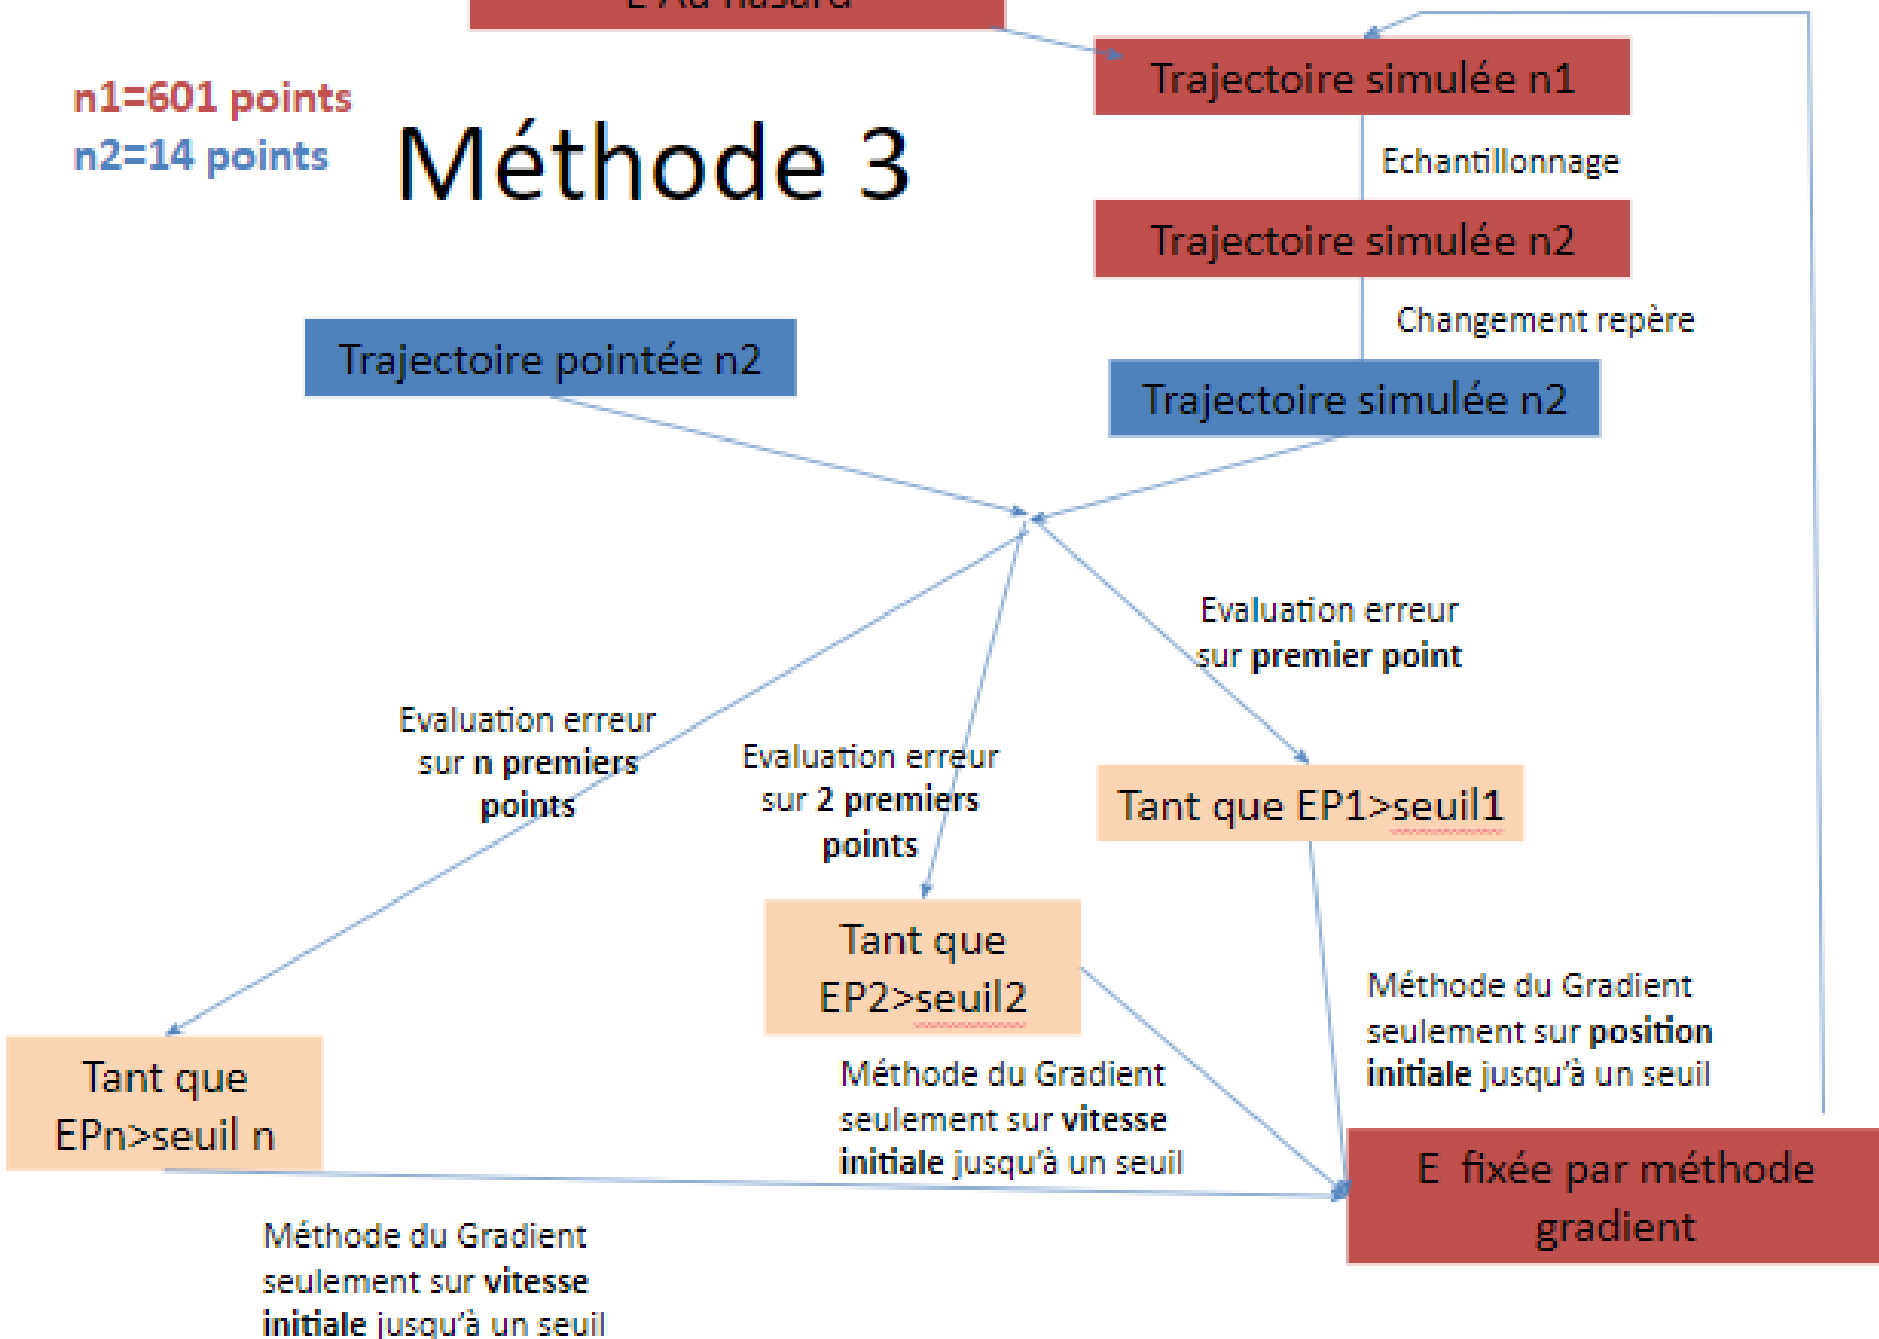 E Au hasard
Trajectoire simulée n1
n1=601 points
n2=14 points
Méthode 3
Echantillonnage
Trajectoire simulée n2
Changement repère
Trajectoire pointée n2
Trajectoire simulée n2
Evaluation erreur
sur premier point
Evaluation erreur
sur n premiers
points
Evaluation erreur
sur 2 premiers
points
Tant que EP1>seuil1
Tant que
EP2>seuil2
Méthode du Gradient
seulement sur position
initiale jusqu'à un seuil
Tant que
EPn>seuil n
Méthode du Gradient
seulement sur vitesse
initiale jusqu'à un seuil
E fixée par méthode
gradient
Méthode du Gradient
seulement sur vitesse
initiale jusqu'à un seuil